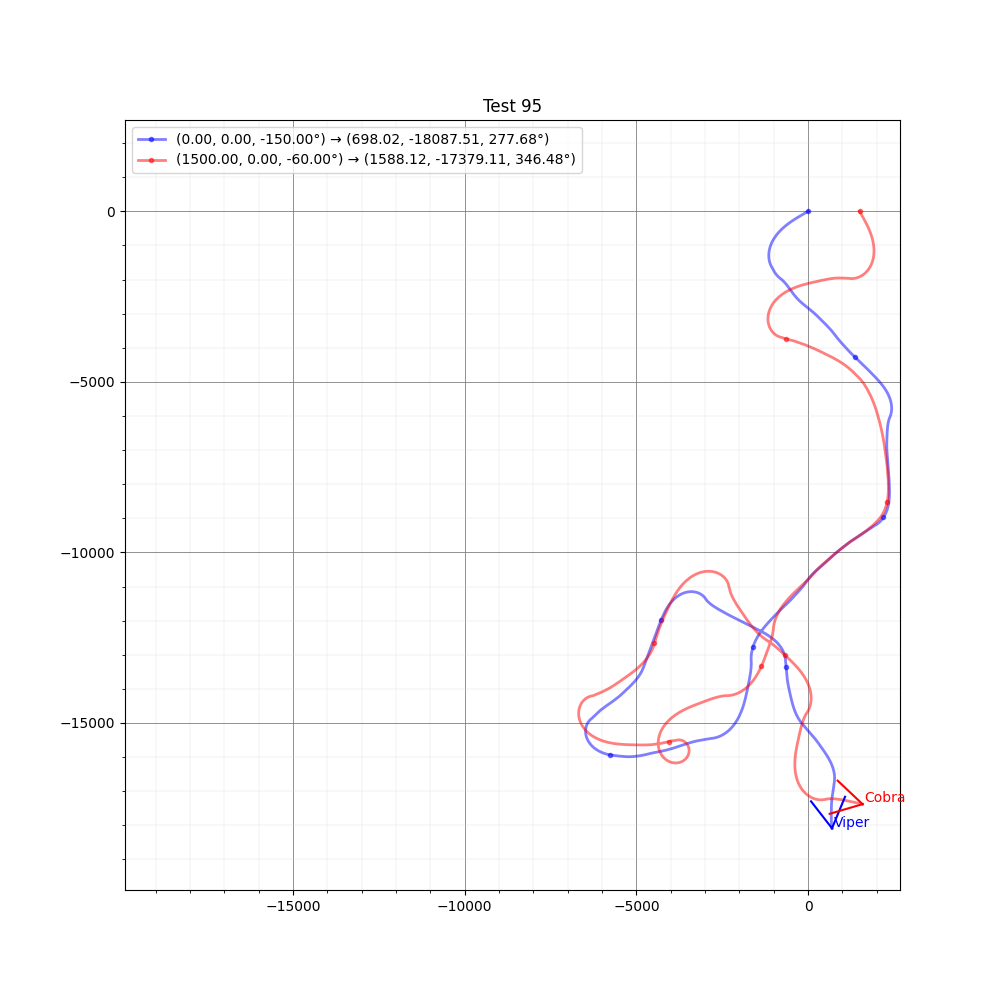 Test 95
(0.00, 0.00, -150.00°) → (698.02, -18087.51, 277.68°)
(1500.00, 0.00, -60.00°) → (1588.12, -17379.11, 346.48°)
0
−5000
−10000
−15000
Cobra
Viper
−15000
−10000
−5000
0